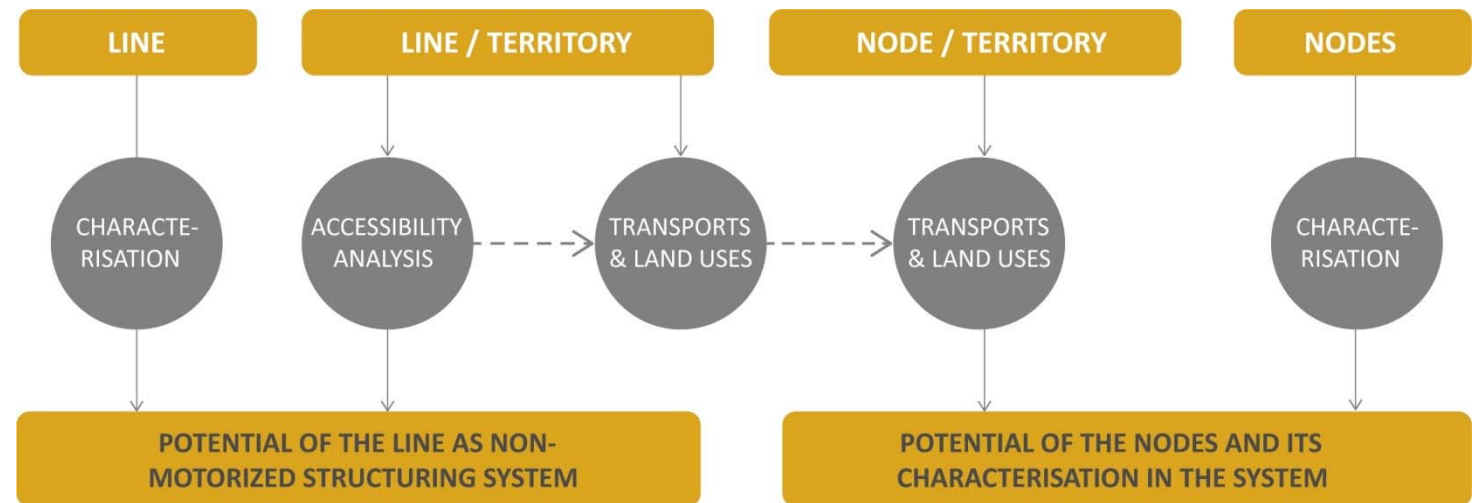 LINE
LINE / TERRITORY
NODE / TERRITORY
NODES
CHARACTE-
RISATION
ACCESSIBILITY
ANALYSIS
TRANSPORTS
& LAND USES
TRANSPORTS
& LAND USES
CHARACTE-
RISATION
POTENTIAL OF THE LINE AS NON-
MOTORIZED STRUCTURING SYSTEM
POTENTIAL OF THE NODES AND ITS
CHARACTERISATION IN THE SYSTEM